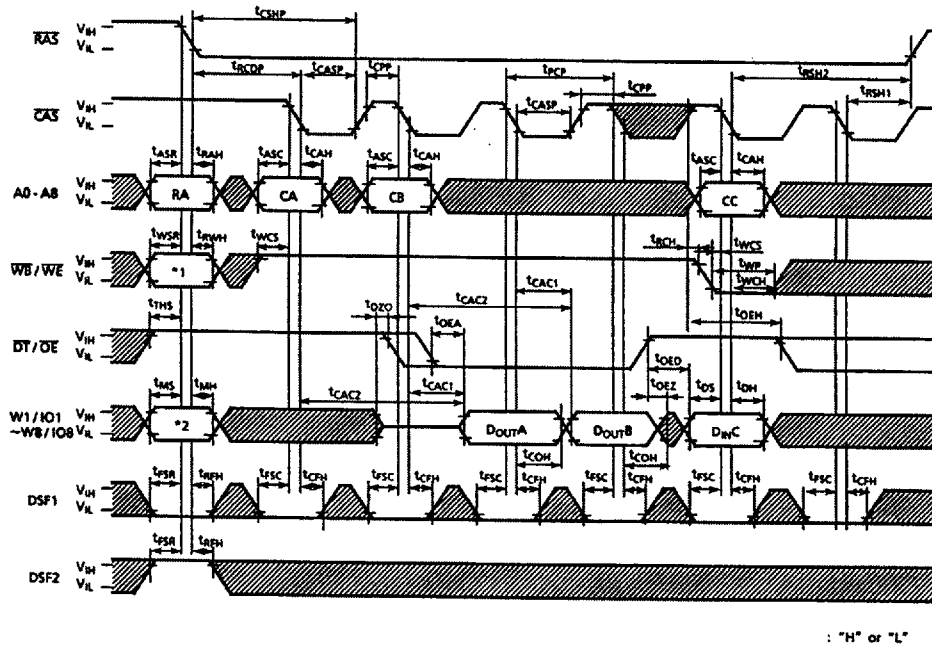 tCSHP
RAS VIH
VIL
tRCDP tCASP tCPP tPCP tCPP tRSH2
tCASP tRSH1
CAS VIH
VIL
tASR tRAH tASC tCAH tASC tCAH tASC tCAH
A0 - A8 VIH
VIL
RA CA CB CC
tWSR tRWH tWCS tRCH tWCS
WB / WE VIH
VIL
*1 tWP
tWCH
tCAC1
tDZO tCAC2 tOEH
tTHS tOEA
DT / OE VIH
VIL
tOED
tCAC1 tOEZ
tMS tMH tCAC2 tDS tDH
W1 / IO1 VIH
~W8 / IO8 VIL
*2 DOUTA DOUTB DINC
tCOH tCOH
tFSR tRFH tFSC tCFH tFSC tCFH tFSC tCFH tFSC tCFH tFSC tCFH tFSC tCFH
DSF1 VIH
VIL
tFSR tRFH
DSF2 VIH
VIL
: "H" or "L"